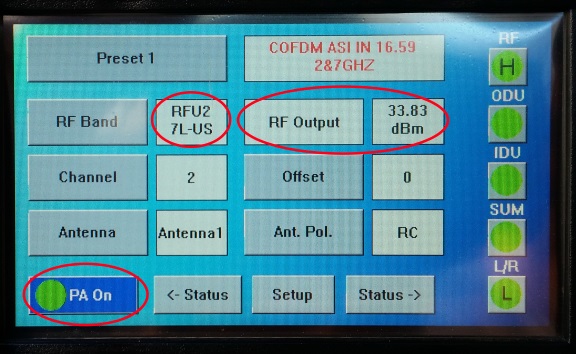 Preset 1
COFDM ASI IN 16.59
2&7GHZ
RF
H
RF Band
RFU2
7L-US
RF Output
33.83
dBm
ODU
Channel
2
Offset
0
IDU
Antenna
Antenna1
Ant. Pol.
RC
SUM
PA On
<- Status
Setup
Status ->
L/R
L